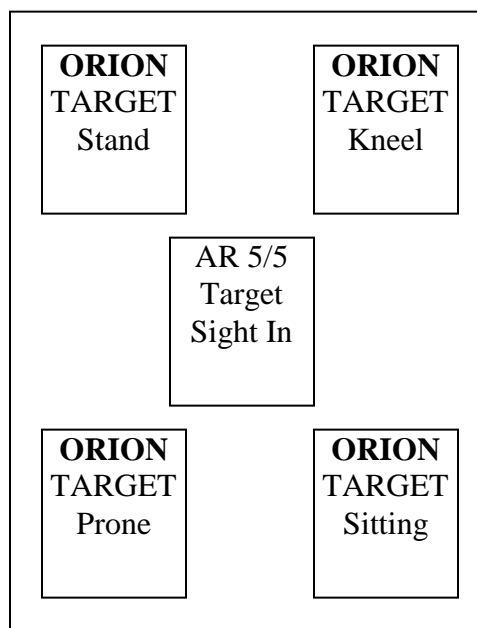 ORION
TARGET
Stand
ORION
TARGET
Kneel
AR 5/5
Target
Sight In
ORION
TARGET
Prone
ORION
TARGET
Sitting